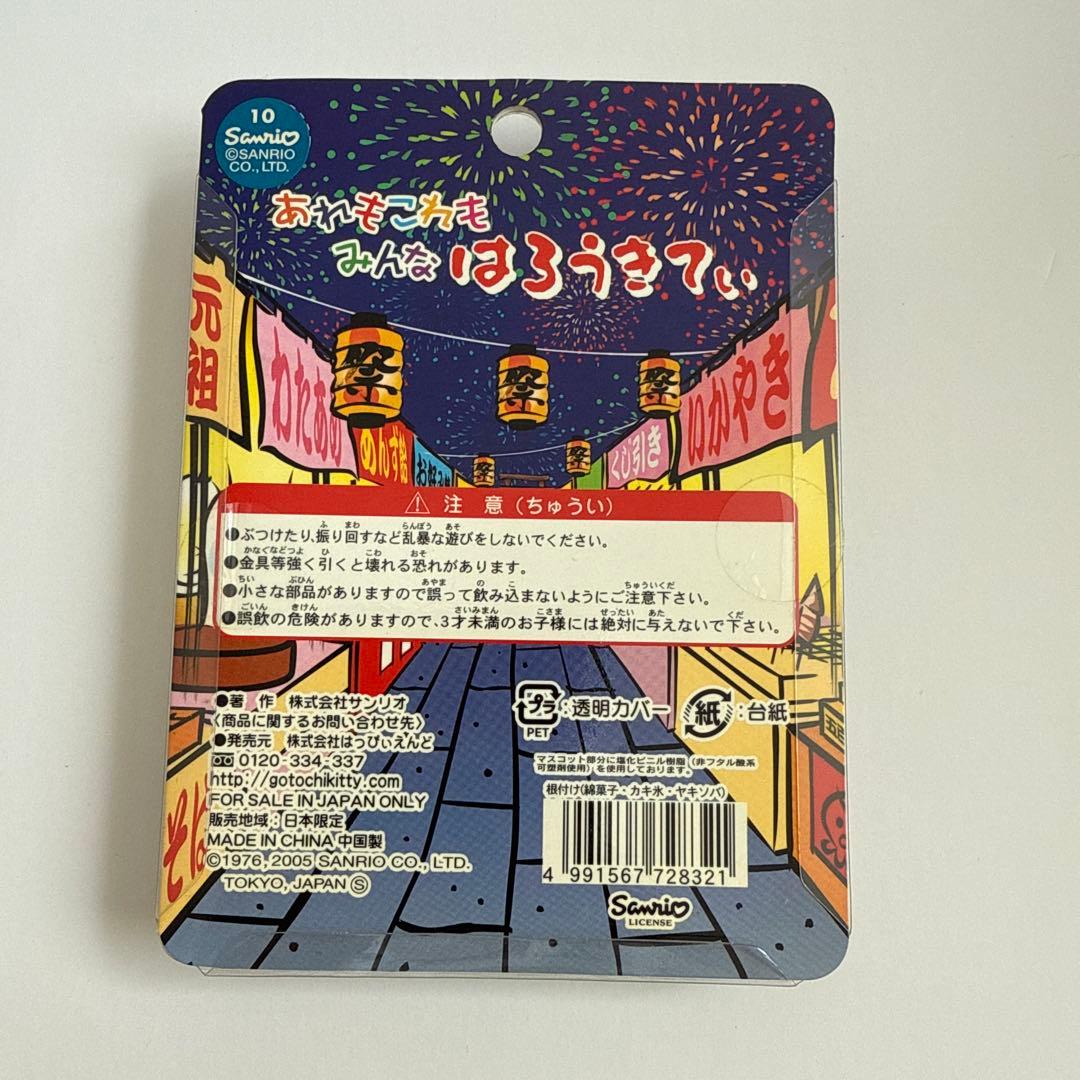 10
Sanrio
©SANRIO
CO., LTD.
あれもこれも
みんな はろうきてぃ
元祖
わたあめ
めんず絵
お好み焼
祭
祭
祭
祭
祭
くじ引き
いかやき
⚠ 注 意 (ちゅうい)
●ぶつけたり、振り回すなど乱暴な遊びをしないでください。
●金具等強く引くと壊れる恐れがあります。
●小さな部品がありますので誤って飲み込まないようにご注意下さい。
●誤飲の危険がありますので、3才未満のお子様には絶対に与えないで下さい。
●著 作 株式会社サンリオ
〈商品に関するお問い合わせ先〉
●発売元 株式会社はっぴぃえんど
0120-334-337
http://gotochikitty.com
FOR SALE IN JAPAN ONLY
販売地域:日本限定
MADE IN CHINA 中国製
©1976, 2005 SANRIO CO., LTD.
TOKYO, JAPAN Ⓢ
プラ :透明カバー
PET
紙 :台紙
マスコット部分に塩化ビニル樹脂(非フタル酸系
可塑剤使用)を使用しております。
根付け(綿菓子・カキ氷・ヤキソバ)
4 991567 728321
Sanrio
LICENSE
そば